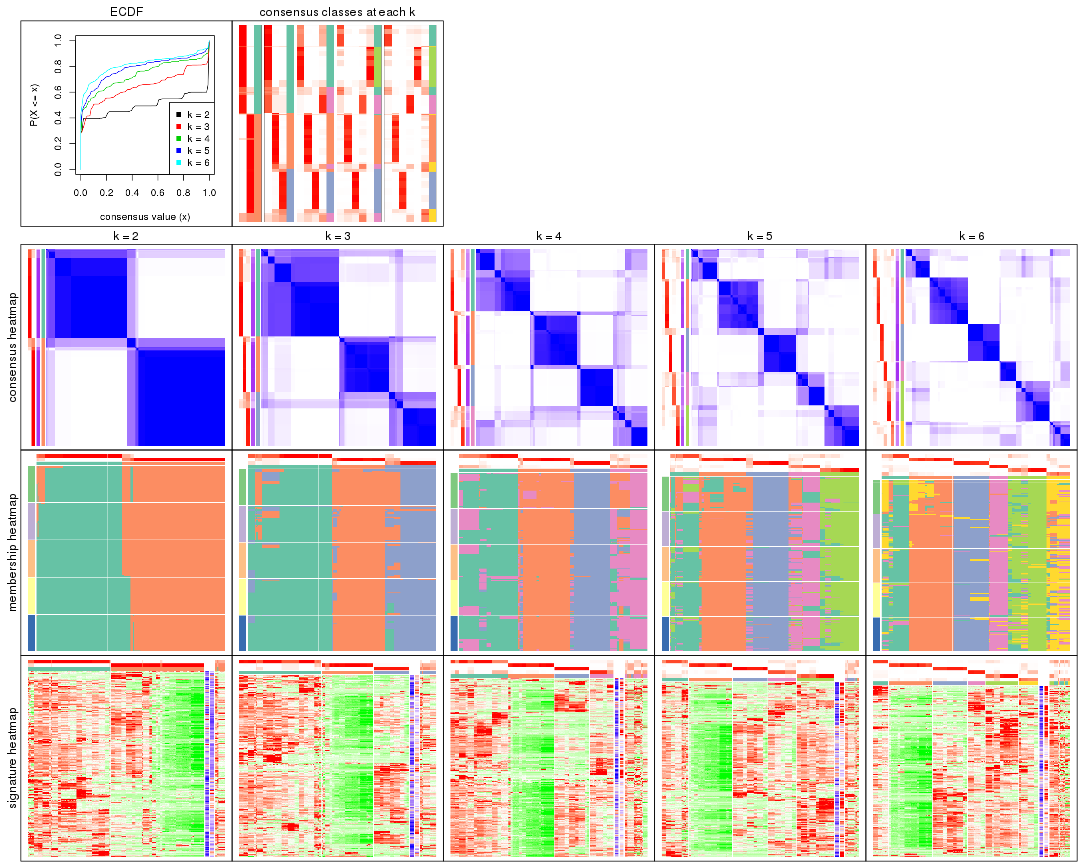 ECDF
consensus classes at each k
P(X <= x)
0.0 0.2 0.4 0.6 0.8 1.0
k = 2
k = 3
k = 4
k = 5
k = 6
0.0 0.2 0.4 0.6 0.8 1.0
consensus value (x)
k = 2 k = 3 k = 4 k = 5 k = 6
consensus heatmap
membership heatmap
signature heatmap